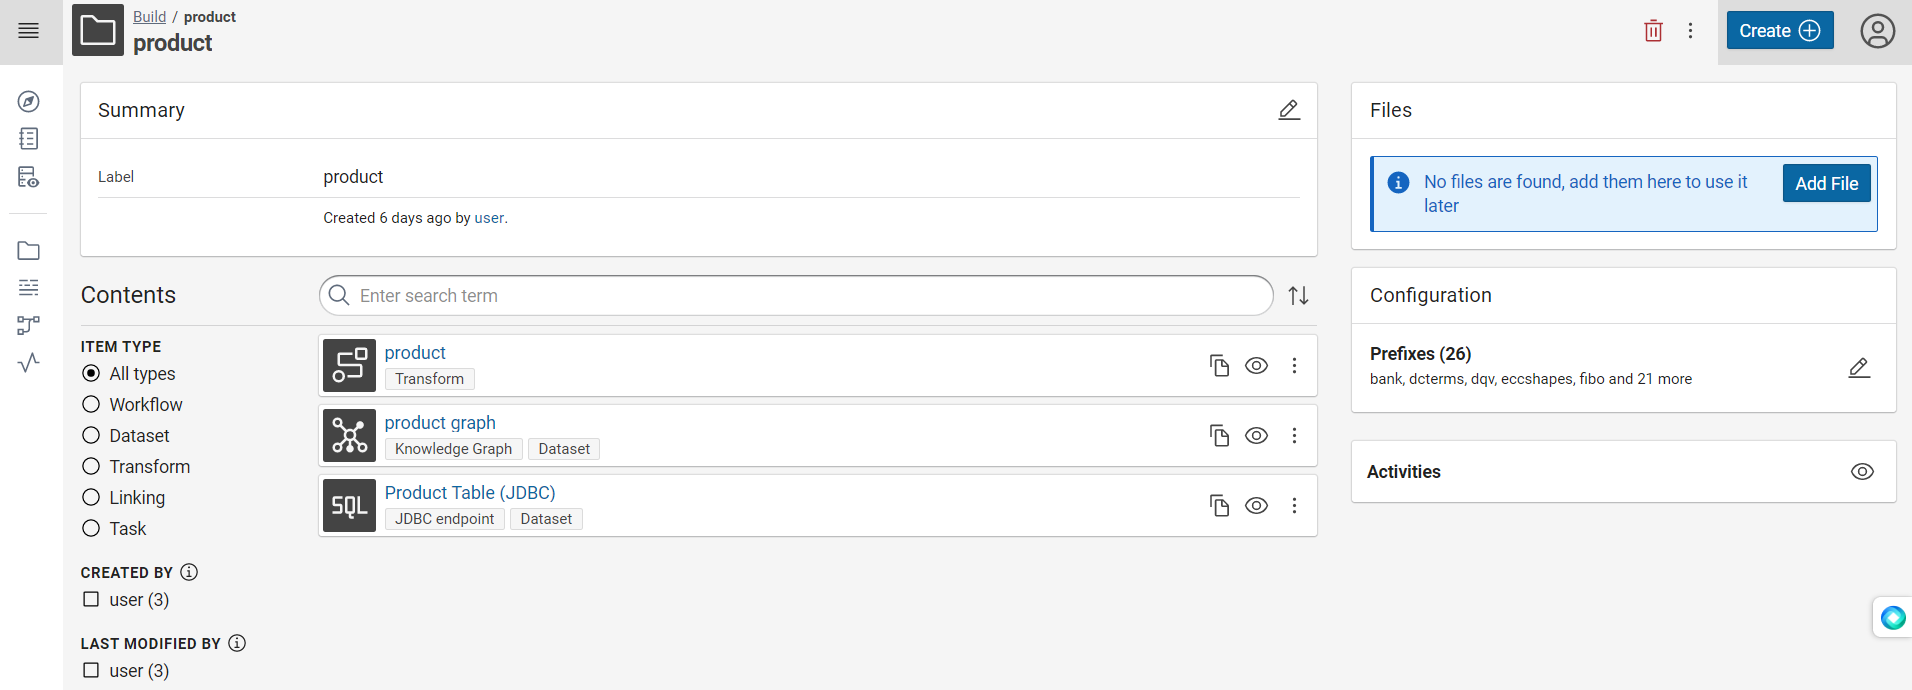 Build / product
product
Create
Summary
Label
product
Created 6 days ago by user.
Contents
Enter search term
ITEM TYPE
All types
Workflow
Dataset
Transform
Linking
Task
CREATED BY
user (3)
LAST MODIFIED BY
user (3)
product
Transform
product graph
Knowledge Graph Dataset
SQL
Product Table (JDBC)
JDBC endpoint Dataset
Files
No files are found, add them here to use it
later
Add File
Configuration
Prefixes (26)
bank, dcterms, dqv, eccshapes, fibo and 21 more
Activities